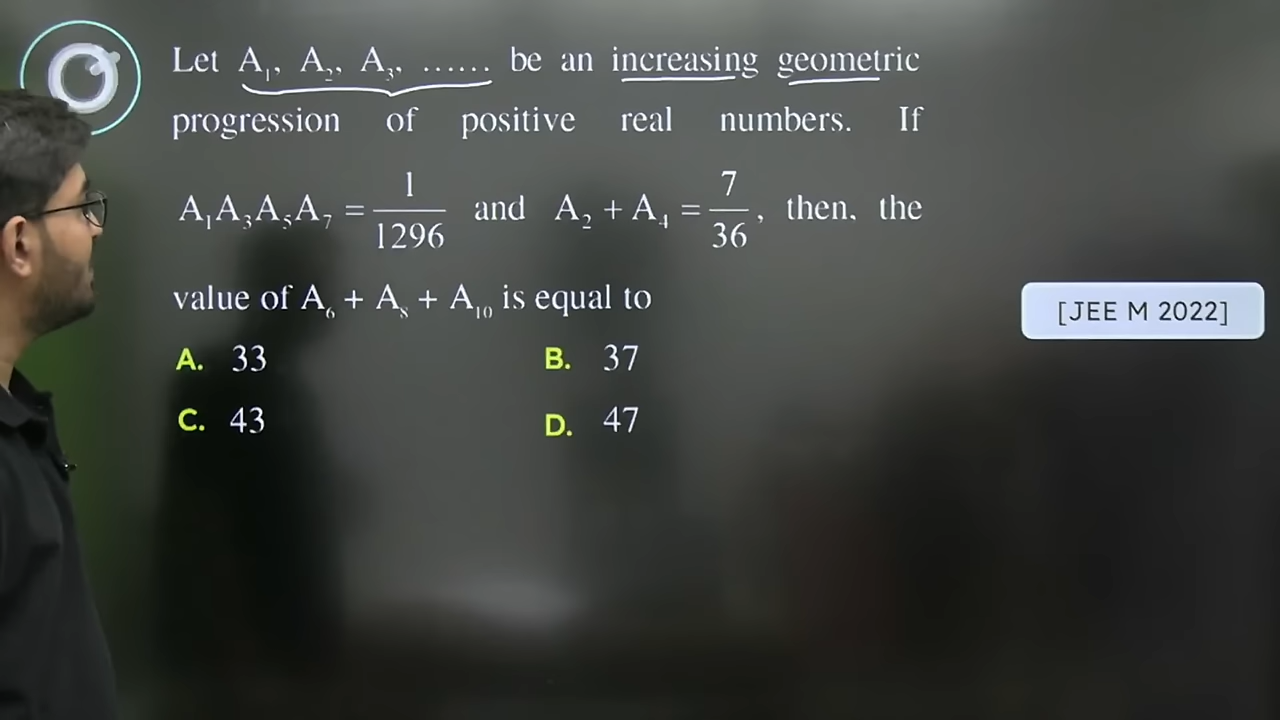 Let A₁, A₂, A₃, ...... be an increasing geometric
progression of positive real numbers. If
A₁A₃A₅A₇ = 1/1296 and A₂ + A₄ = 7/36, then, the
value of A₆ + A₈ + A₁₀ is equal to
[JEE M 2022]
A. 33 B. 37
C. 43 D. 47